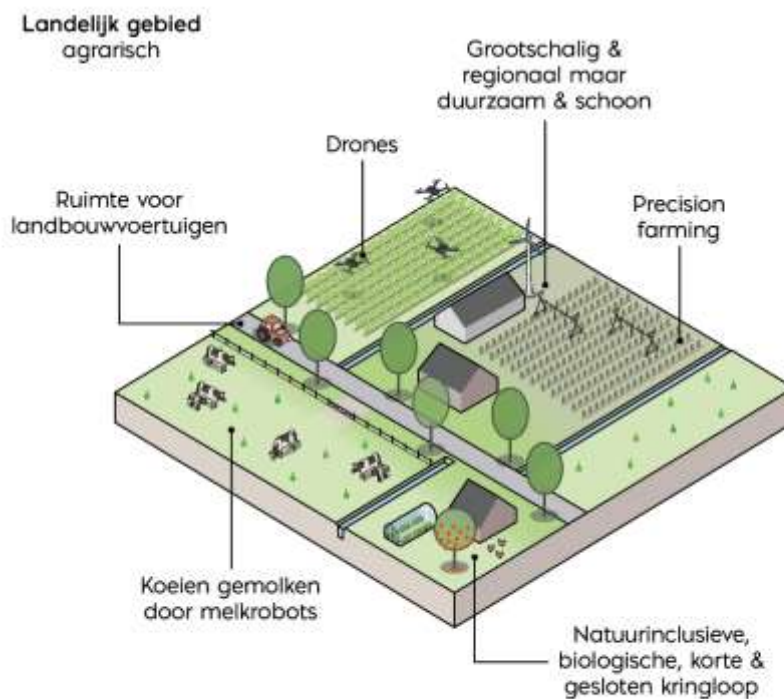 Landelijk gebied
agrarisch
Grootschalig &
regionaal maar
duurzaam & schoon
Drones
Ruimte voor
landbouwvoertuigen
Precision
farming
Koeien gemolken
door melkrobots
Natuurinclusieve,
biologische, korte &
gesloten kringloop